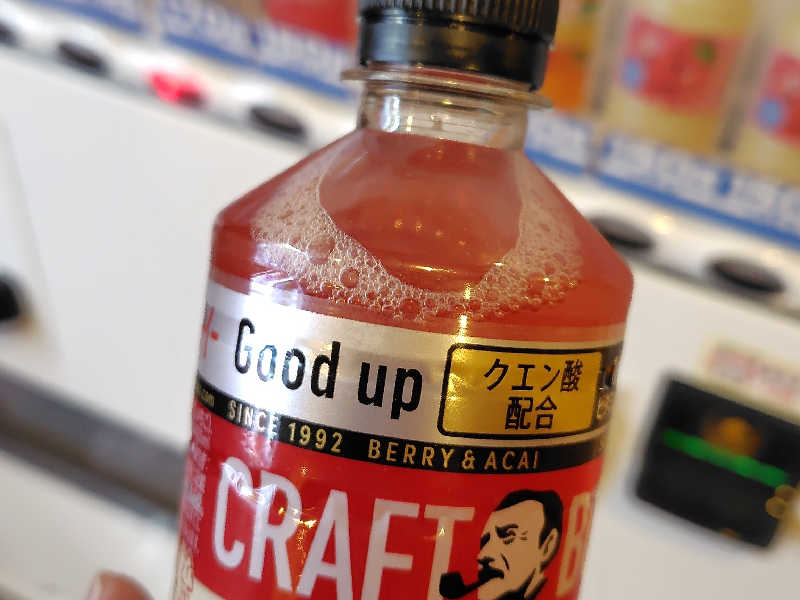 Good up
クエン酸
配合
SINCE 1992 BERRY & ACAI
CRAFT